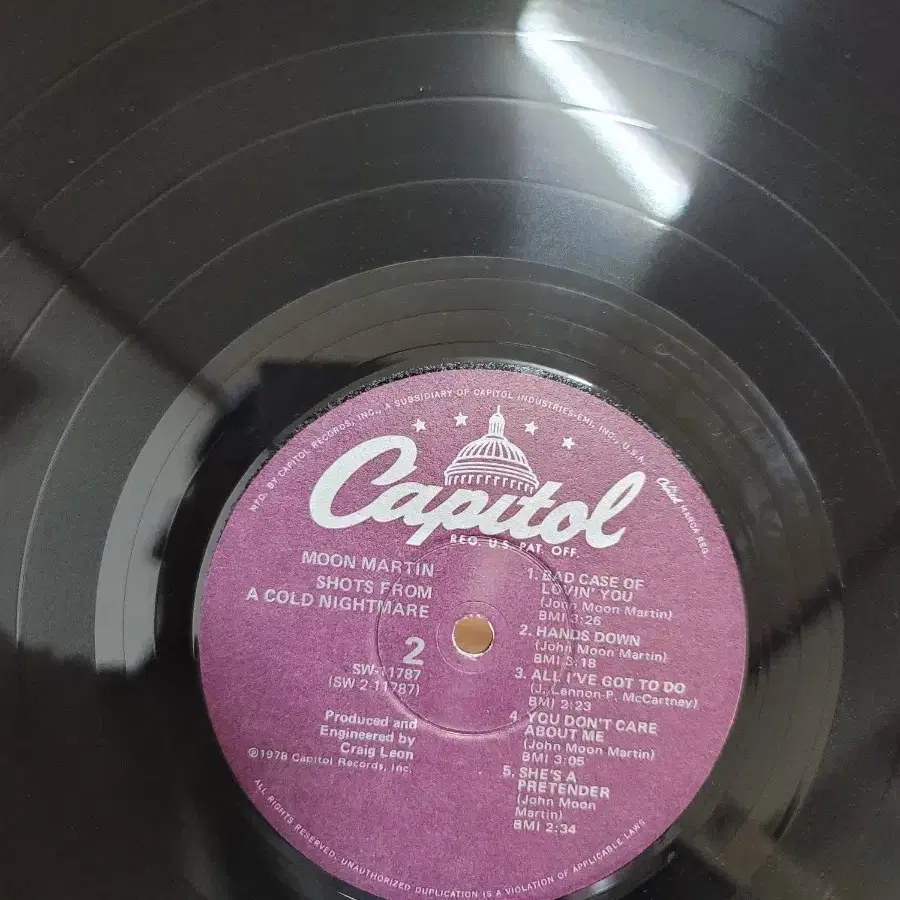 MFD. BY CAPITOL RECORDS, INC., A SUBSIDIARY OF CAPITOL INDUSTRIES-EMI, INC., U.S.A.
Capitol MARCA REG.
Capitol
REG. U.S. PAT. OFF.
MOON MARTIN
SHOTS FROM
A COLD NIGHTMARE
2
SW-11787
(SW-2-11787)
Produced and
Engineered by
Craig Leon
℗1978 Capitol Records, Inc.
1. BAD CASE OF
LOVIN' YOU
(John Moon Martin)
BMI 3:26
2. HANDS DOWN
(John Moon Martin)
BMI 3:18
3. ALL I'VE GOT TO DO
(J. Lennon-P. McCartney)
BMI 2:23
4. YOU DON'T CARE
ABOUT ME
(John Moon Martin)
BMI 3:05
5. SHE'S A
PRETENDER
(John Moon
Martin)
BMI 2:34
ALL RIGHTS RESERVED. UNAUTHORIZED DUPLICATION IS A VIOLATION OF APPLICABLE LAWS